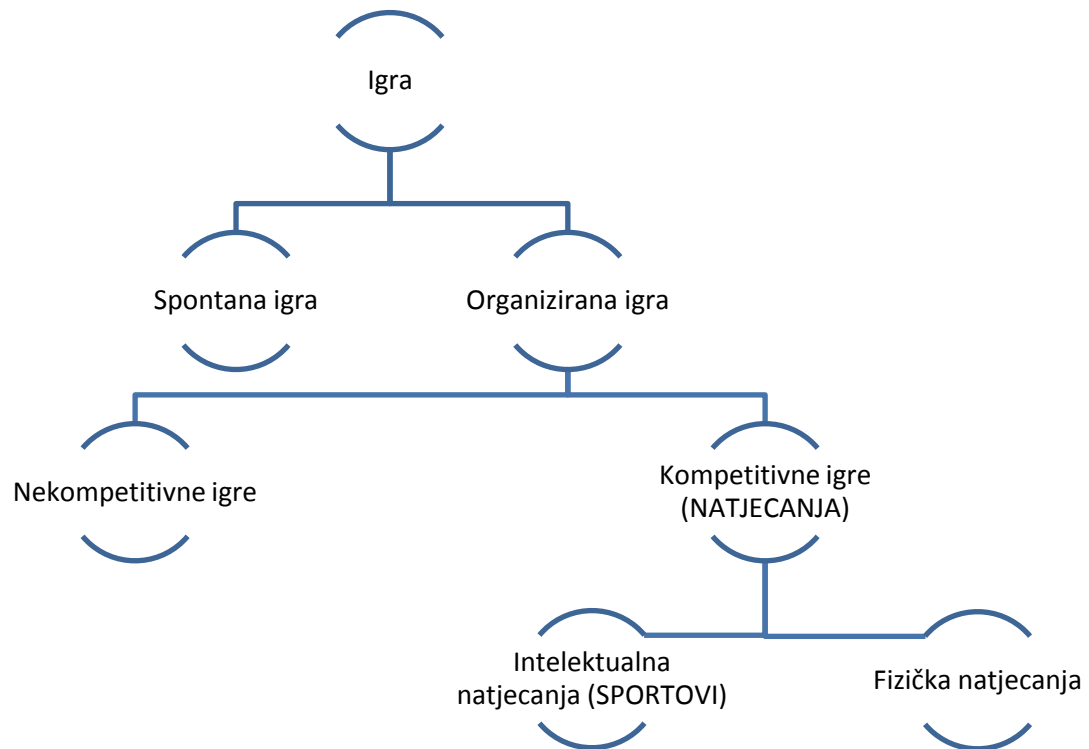 Igra
Spontana igra
Organizirana igra
Nekompetitivne igre
Kompetitivne igre
(NATJECANJA)
Intelektualna
natjecanja (SPORTOVI)
Fizička natjecanja